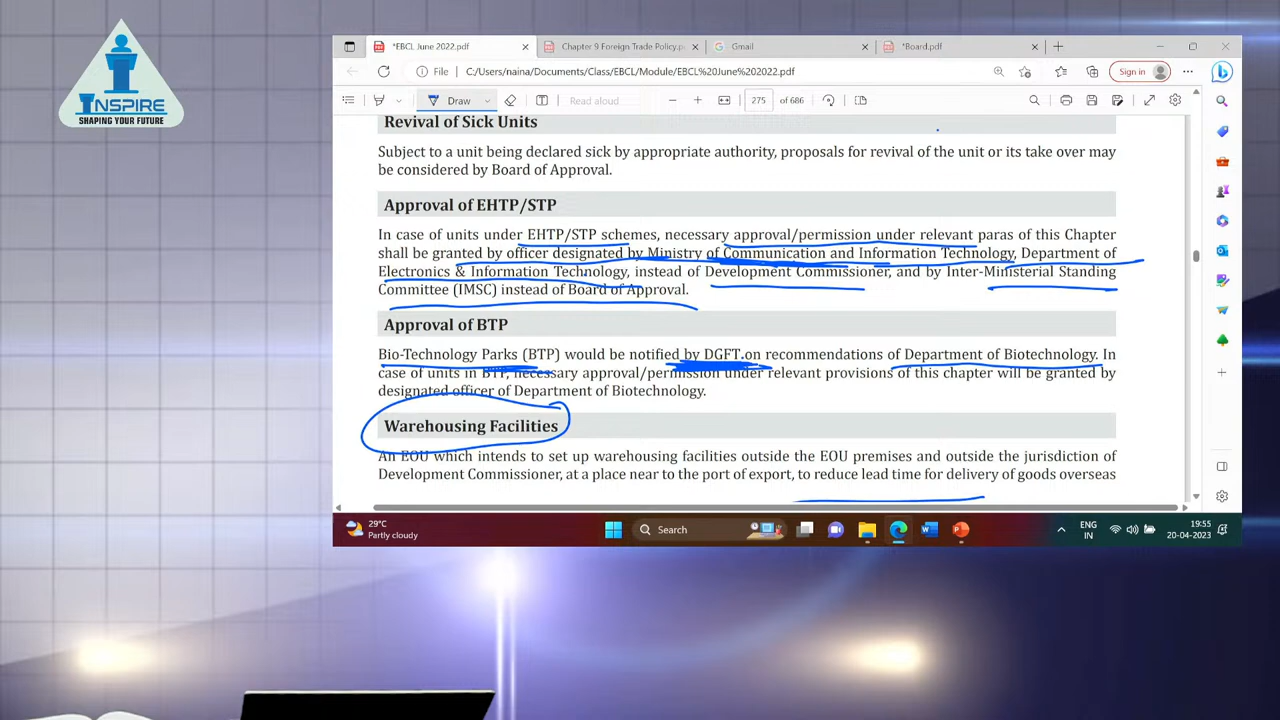 INSPIRE
SHAPING YOUR FUTURE
*EBCL June 2022.pdf
Chapter 9 Foreign Trade Policy.p
Gmail
*Board.pdf
File
C:/Users/naina/Documents/Class/EBCL/Module/EBCL%20June%202022.pdf
Sign in
Draw
Read aloud
275
of 686
Revival of Sick Units
Subject to a unit being declared sick by appropriate authority, proposals for revival of the unit or its take over may
be considered by Board of Approval.
Approval of EHTP/STP
In case of units under EHTP/STP schemes, necessary approval/permission under relevant paras of this Chapter
shall be granted by officer designated by Ministry of Communication and Information Technology, Department of
Electronics & Information Technology, instead of Development Commissioner, and by Inter-Ministerial Standing
Committee (IMSC) instead of Board of Approval.
Approval of BTP
Bio-Technology Parks (BTP) would be notified by DGFT on recommendations of Department of Biotechnology. In
case of units in BTP, necessary approval/permission under relevant provisions of this chapter will be granted by
designated officer of Department of Biotechnology.
Warehousing Facilities
An EOU which intends to set up warehousing facilities outside the EOU premises and outside the jurisdiction of
Development Commissioner, at a place near to the port of export, to reduce lead time for delivery of goods overseas
29°C
Partly cloudy
Search
ENG
IN
19:55
20-04-2023